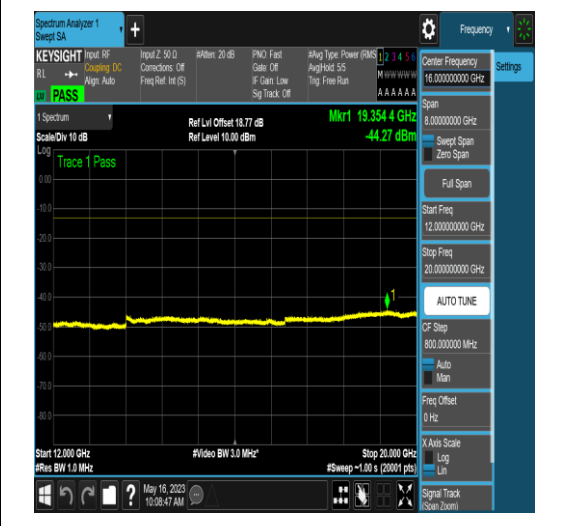 Spectrum Analyzer 1
Swept SA
Frequency
KEYSIGHT
RL
PASS
Input: RF
Coupling: DC
Align: Auto
Input Z: 50 Ω
Corrections: Off
Freq Ref: Int (S)
#Atten: 20 dB
PNO: Fast
Gate: Off
IF Gain: Low
Sig Track: Off
#Avg Type: Power (RMS
Avg|Hold: 5/5
Trig: Free Run
1 2 3 4 5 6
M W W W W W
A A A A A A
Settings
1 Spectrum
Scale/Div 10 dB
Ref Lvl Offset 18.77 dB
Ref Level 10.00 dBm
Mkr1 19.354 4 GHz
-44.27 dBm
Log
Trace 1 Pass
0.00
-10.0
-20.0
-30.0
-40.0
-50.0
-60.0
-70.0
-80.0
1
Start 12.000 GHz
#Res BW 1.0 MHz
#Video BW 3.0 MHz*
Stop 20.000 GHz
#Sweep ~1.00 s (20001 pts)
?
May 16, 2023
10:08:47 AM
Center Frequency
16.000000000 GHz
Span
8.00000000 GHz
Swept Span
Zero Span
Full Span
Start Freq
12.000000000 GHz
Stop Freq
20.000000000 GHz
AUTO TUNE
CF Step
800.000000 MHz
Auto
Man
Freq Offset
0 Hz
X Axis Scale
Log
Lin
Signal Track
(Span Zoom)